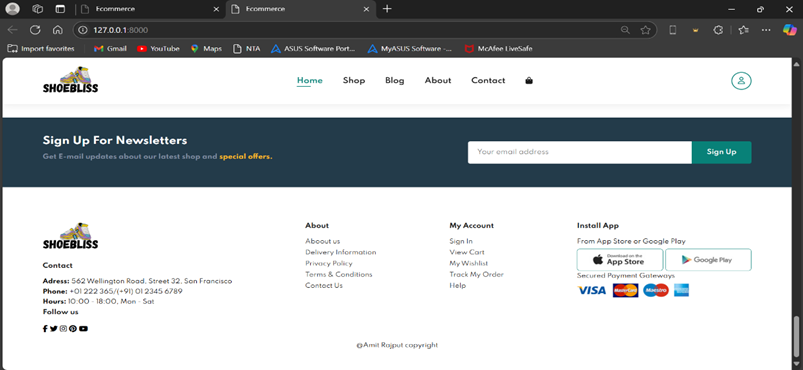 Ecommerce
Ecommerce
127.0.0.1:8000
Import favorites
Gmail
YouTube
Maps
NTA
ASUS Software Port...
MyASUS Software -...
McAfee LiveSafe
SHOEBLISS
Home
Shop
Blog
About
Contact
Sign Up For Newsletters
Get E-mail updates about our latest shop and special offers.
Your email address
Sign Up
SHOEBLISS
Contact
Adress: 562 Wellington Road, Street 32, San Francisco
Phone: +01 222 365/(+91) 01 2345 6789
Hours: 10:00 - 18:00, Mon - Sat
Follow us
About
Aboout us
Delivery Information
Privacy Policy
Terms & Conditions
Contact Us
My Account
Sign In
View Cart
My Wishlist
Track My Order
Help
Install App
From App Store or Google Play
Download on the
App Store
Google Play
Secured Payment Gateways
VISA
MasterCard
Maestro
@Amit Rajput copyright